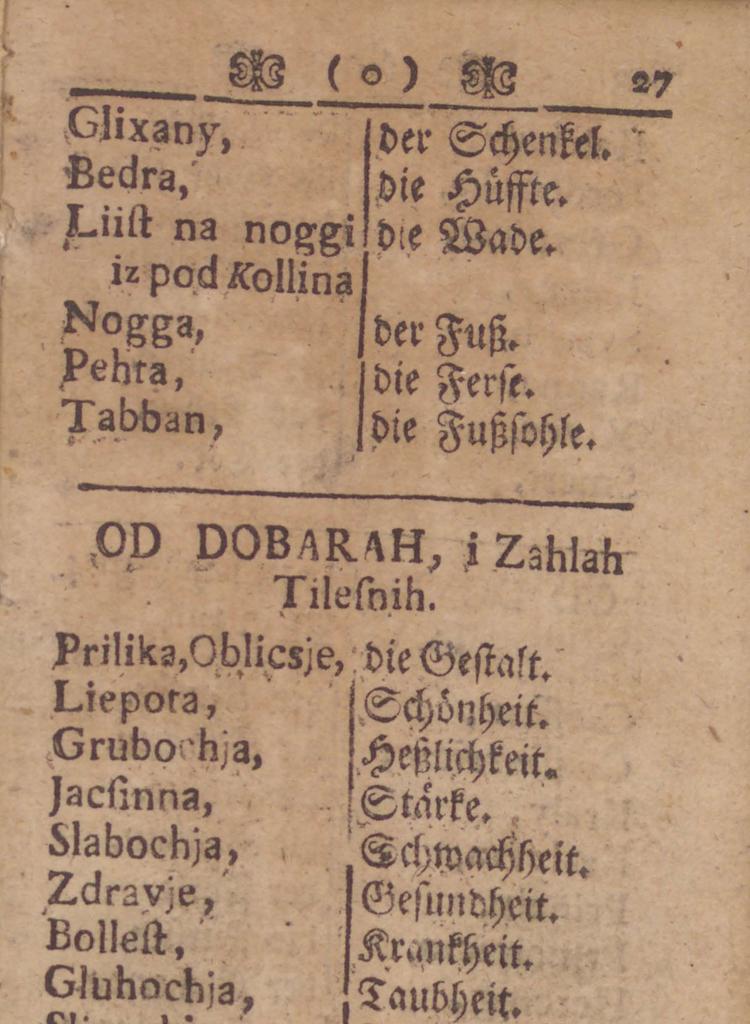 ( o ) 27
Glixany, der Schenkel.
Bedra, die Hüffte.
Liiſt na noggi die Wade.
iz pod Kollina
Nogga, der Fuß.
Pehta, die Ferſe.
Tabban, die Fußſohle.
OD DOBARAH, i Zahlah
Tileſnih.
Prilika, Oblicsje, die Geſtalt.
Liepota, Schönheit.
Grubochja, Heßlichkeit.
Jacſinna, Stärke.
Slabochja, Schwachheit.
Zdravje, Geſundheit.
Bolleſt, Krankheit.
Gluhochja, Taubheit.